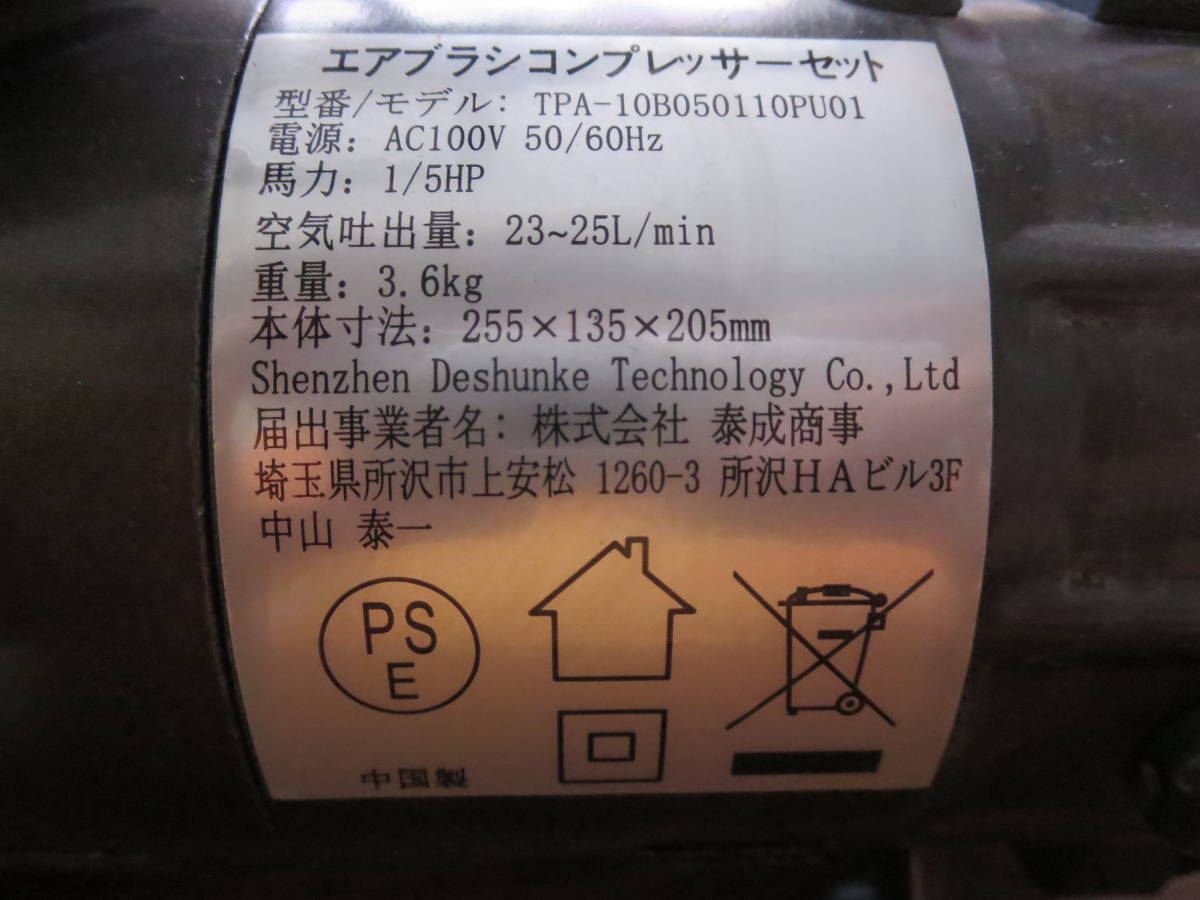 エアブラシコンプレッサーセット
型番/モデル: TPA-10B050110PU01
電源: AC100V 50/60Hz
馬力: 1/5HP
空気吐出量: 23~25L/min
重量: 3.6kg
本体寸法: 255×135×205mm
Shenzhen Deshunke Technology Co.,Ltd
届出事業者名: 株式会社 泰成商事
埼玉県所沢市上安松 1260-3 所沢HAビル3F
中山 泰一
PS
E
中国製